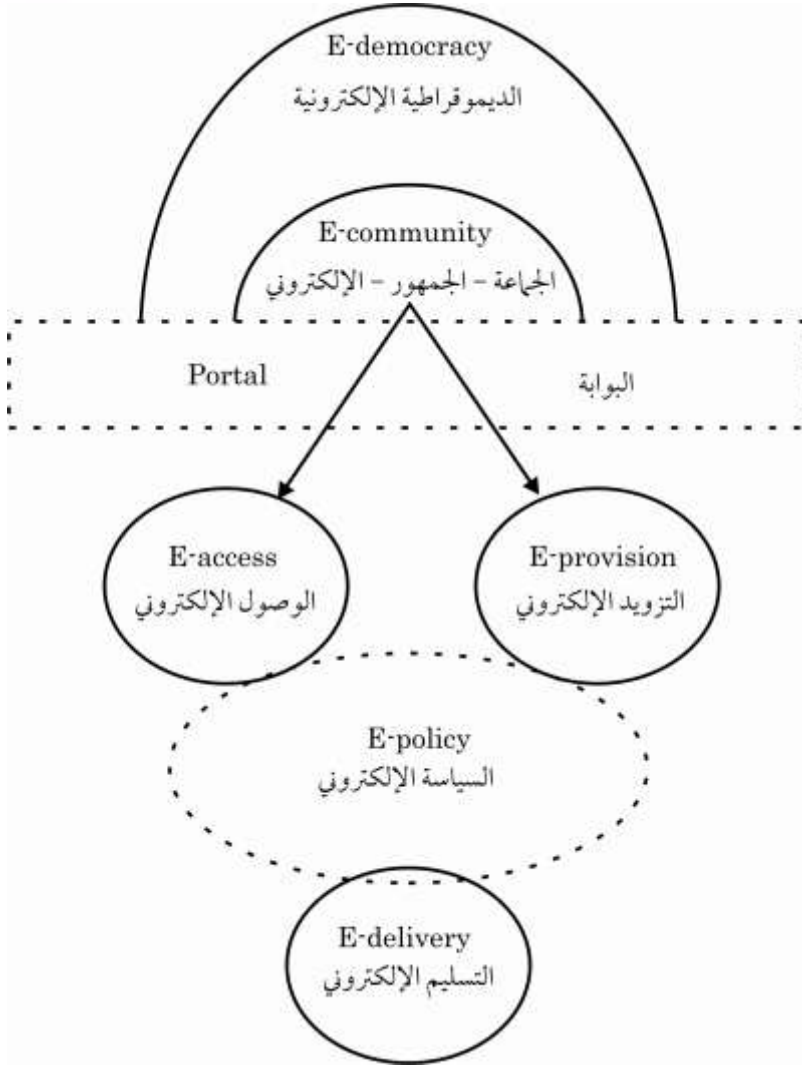 E-democracy
الديموقراطية الإلكترونية
E-community
الجماعة – الجمهور – الإلكتروني
Portal
البوابة
E-access
الوصول الإلكتروني
E-provision
التزويد الإلكتروني
E-policy
السياسة الإلكتروني
E-delivery
التسليم الإلكتروني